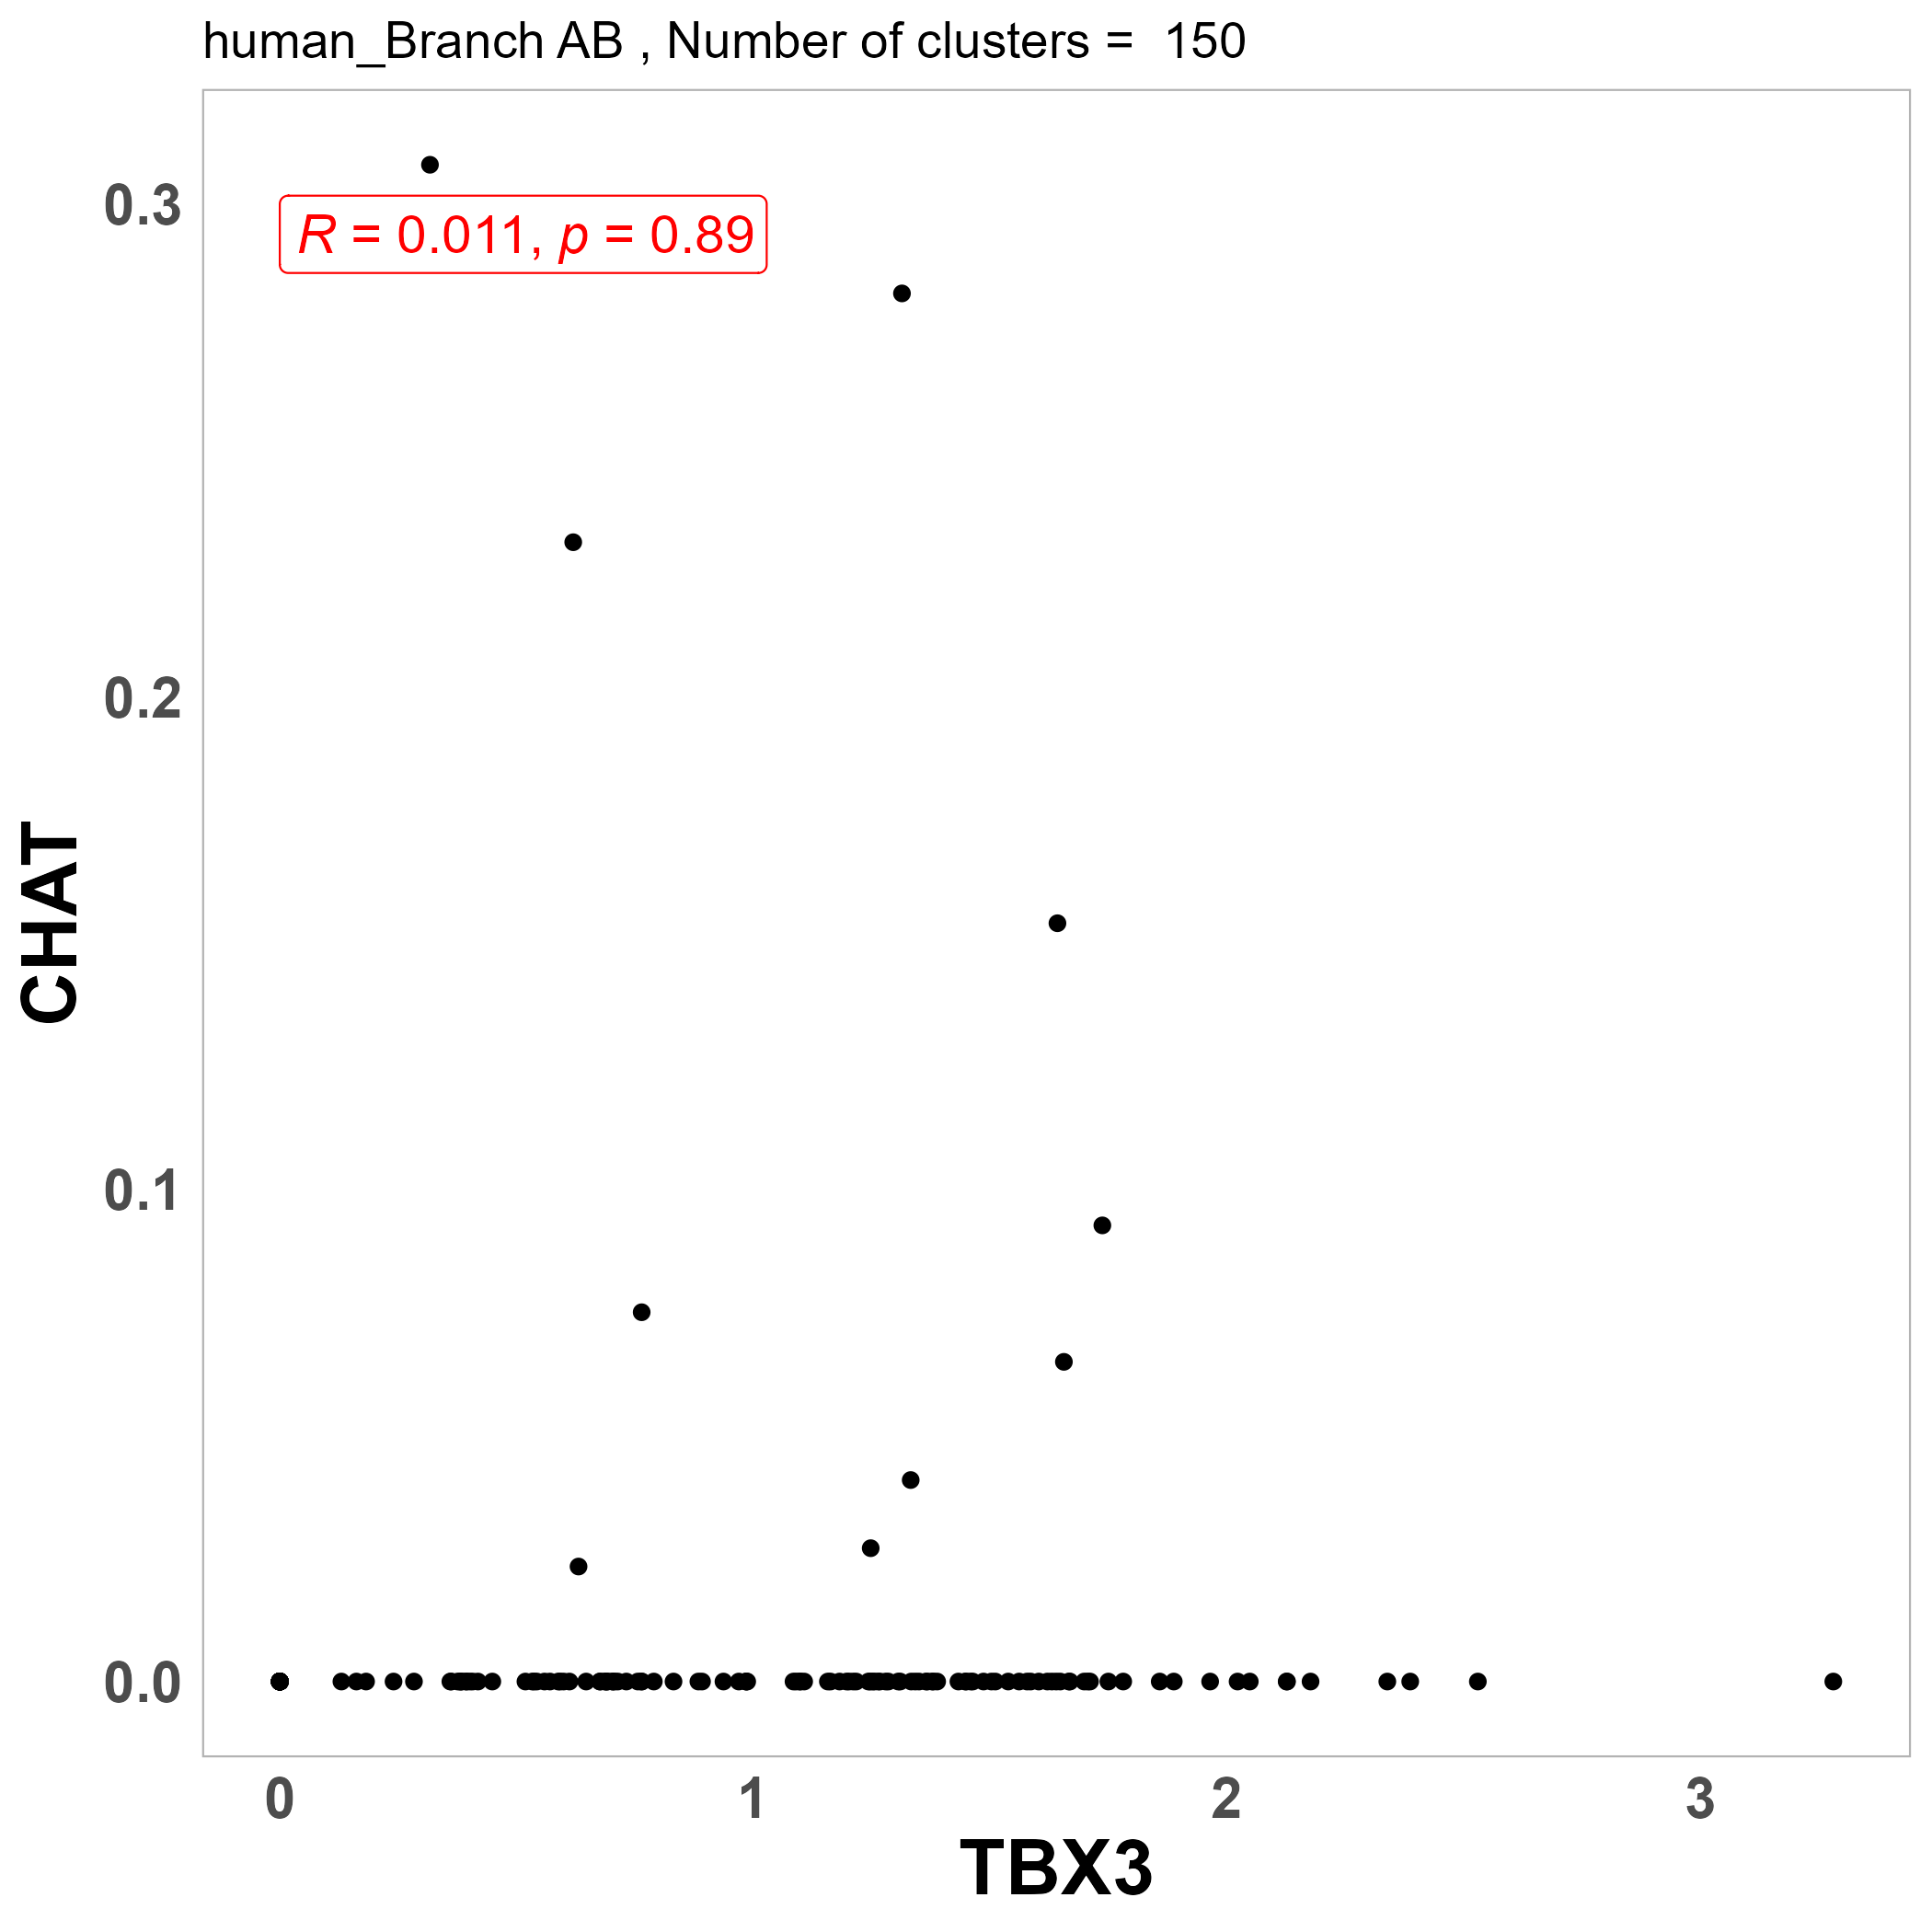 human_Branch AB , Number of clusters =  150
0.3
R = 0.011, p = 0.89
0.2
CHAT
0.1
0.0
0 1 2 3
TBX3